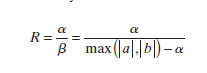 R = α/β = α/(max(|a|,|b|) − α)